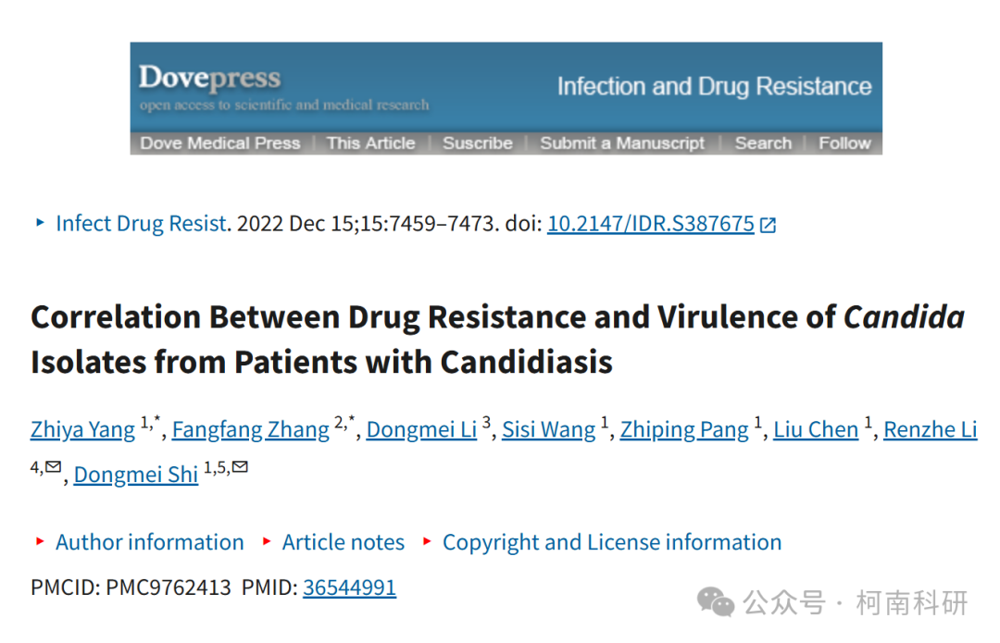 Dovepress
open access to scientific and medical research
Infection and Drug Resistance
Dove Medical Press | This Article | Suscribe | Submit a Manuscript | Search | Follow
Infect Drug Resist. 2022 Dec 15;15:7459–7473. doi: 10.2147/IDR.S387675
Correlation Between Drug Resistance and Virulence of Candida
Isolates from Patients with Candidiasis
Zhiya Yang 1,*, Fangfang Zhang 2,*, Dongmei Li 3, Sisi Wang 1, Zhiping Pang 1, Liu Chen 1, Renzhe Li
4,✉, Dongmei Shi 1,5,✉
Author information Article notes Copyright and License information
PMCID: PMC9762413 PMID: 36544991
公众号 · 柯南科研